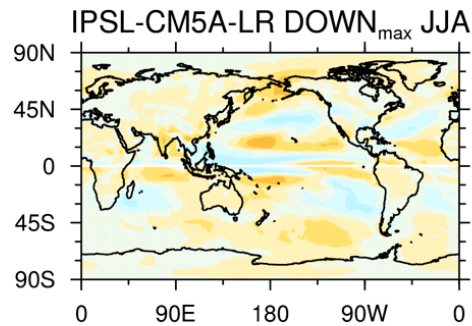 IPSL-CM5A-LR DOWNmax JJA
90N
45N
0
45S
90S
0 90E 180 90W 0